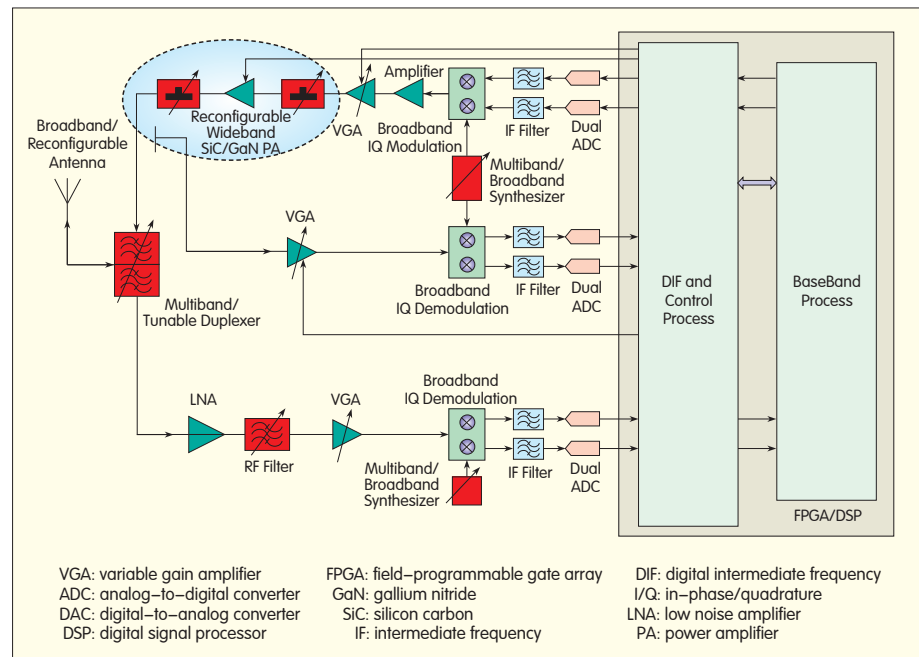 Amplifier
Reconfigurable
Wideband
SiC/GaN PA
VGA
Broadband
IQ Modulation
IF Filter
Dual
ADC
Broadband/
Reconfigurable
Antenna
Multiband/
Broadband
Synthesizer
VGA
Multiband/
Tunable Duplexer
Broadband
IQ Demodulation
IF Filter
Dual
ADC
DIF and
Control
Process
BaseBand
Process
LNA
RF Filter
VGA
Broadband
IQ Demodulation
Multiband/
Broadband
Synthesizer
IF Filter
Dual
ADC
FPGA/DSP
VGA: variable gain amplifier
ADC: analog-to-digital converter
DAC: digital-to-analog converter
DSP: digital signal processor
FPGA: field-programmable gate array
GaN: gallium nitride
SiC: silicon carbon
IF: intermediate frequency
DIF: digital intermediate frequency
I/Q: in-phase/quadrature
LNA: low noise amplifier
PA: power amplifier